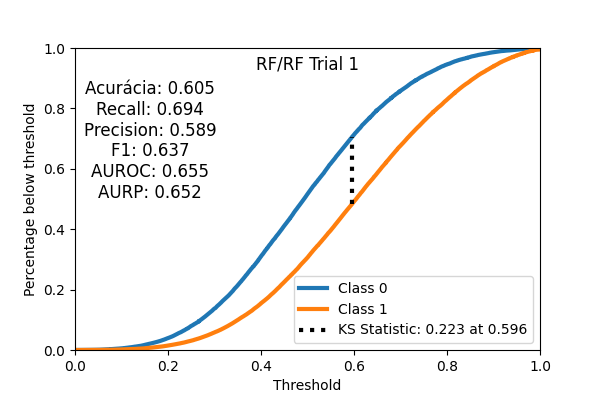 RF/RF Trial 1
Acurácia: 0.605
Recall: 0.694
Precision: 0.589
F1: 0.637
AUROC: 0.655
AURP: 0.652
Percentage below threshold
1.0
0.8
0.6
0.4
0.2
0.0
Class 0
Class 1
KS Statistic: 0.223 at 0.596
0.0 0.2 0.4 0.6 0.8 1.0
Threshold